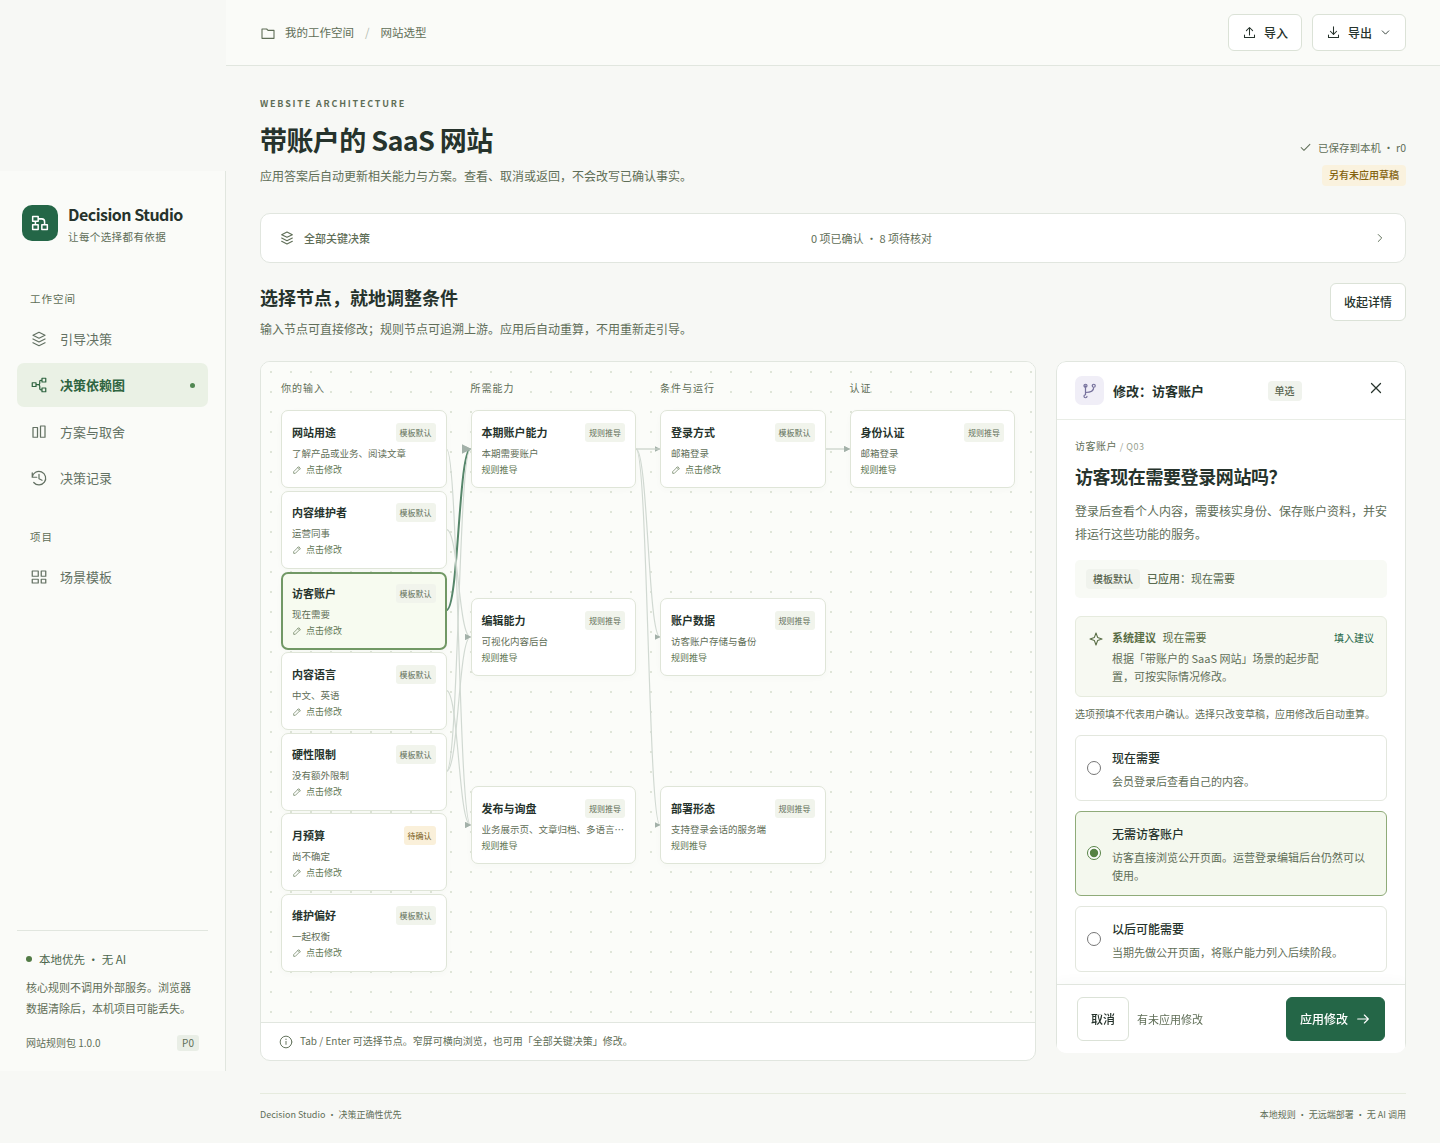 我的工作空间 / 网站选型
导入
导出
WEBSITE ARCHITECTURE
带账户的 SaaS 网站
应用答案后自动更新相关能力与方案。查看、取消或返回，不会改写已确认事实。
已保存到本机 · r0
另有未应用草稿
Decision Studio
让每个选择都有依据
工作空间
引导决策
决策依赖图
方案与取舍
决策记录
项目
场景模板
本地优先 · 无 AI
核心规则不调用外部服务。浏览器
数据清除后，本机项目可能丢失。
网站规则包 1.0.0
P0
全部关键决策
0 项已确认 · 8 项待核对
选择节点，就地调整条件
输入节点可直接修改；规则节点可追溯上游。应用后自动重算，不用重新走引导。
收起详情
你的输入
网站用途
模板默认
了解产品或业务、阅读文章
点击修改
内容维护者
模板默认
运营同事
点击修改
访客账户
模板默认
现在需要
点击修改
内容语言
模板默认
中文、英语
点击修改
硬性限制
模板默认
没有额外限制
点击修改
月预算
待确认
尚不确定
点击修改
维护偏好
模板默认
一起权衡
点击修改
所需能力
本期账户能力
规则推导
本期需要账户
规则推导
编辑能力
规则推导
可视化内容后台
规则推导
发布与询盘
规则推导
业务展示页、文章归档、多语言…
规则推导
条件与运行
登录方式
模板默认
邮箱登录
点击修改
账户数据
规则推导
访客账户存储与备份
规则推导
部署形态
规则推导
支持登录会话的服务端
规则推导
认证
身份认证
规则推导
邮箱登录
规则推导
Tab / Enter 可选择节点。窄屏可横向浏览，也可用「全部关键决策」修改。
修改：访客账户
单选
访客账户 / Q03
访客现在需要登录网站吗？
登录后查看个人内容，需要核实身份、保存账户资料，并安
排运行这些功能的服务。
模板默认 已应用：现在需要
系统建议 现在需要
填入建议
根据「带账户的 SaaS 网站」场景的起步配
置，可按实际情况修改。
选项预填不代表用户确认。选择只改变草稿，应用修改后自动重算。
现在需要
会员登录后查看自己的内容。
无需访客账户
访客直接浏览公开页面。运营登录编辑后台仍然可以
使用。
以后可能需要
当期先做公开页面，将账户能力列入后续阶段。
取消
有未应用修改
应用修改
Decision Studio · 决策正确性优先
本地规则 · 无远端部署 · 无 AI 调用